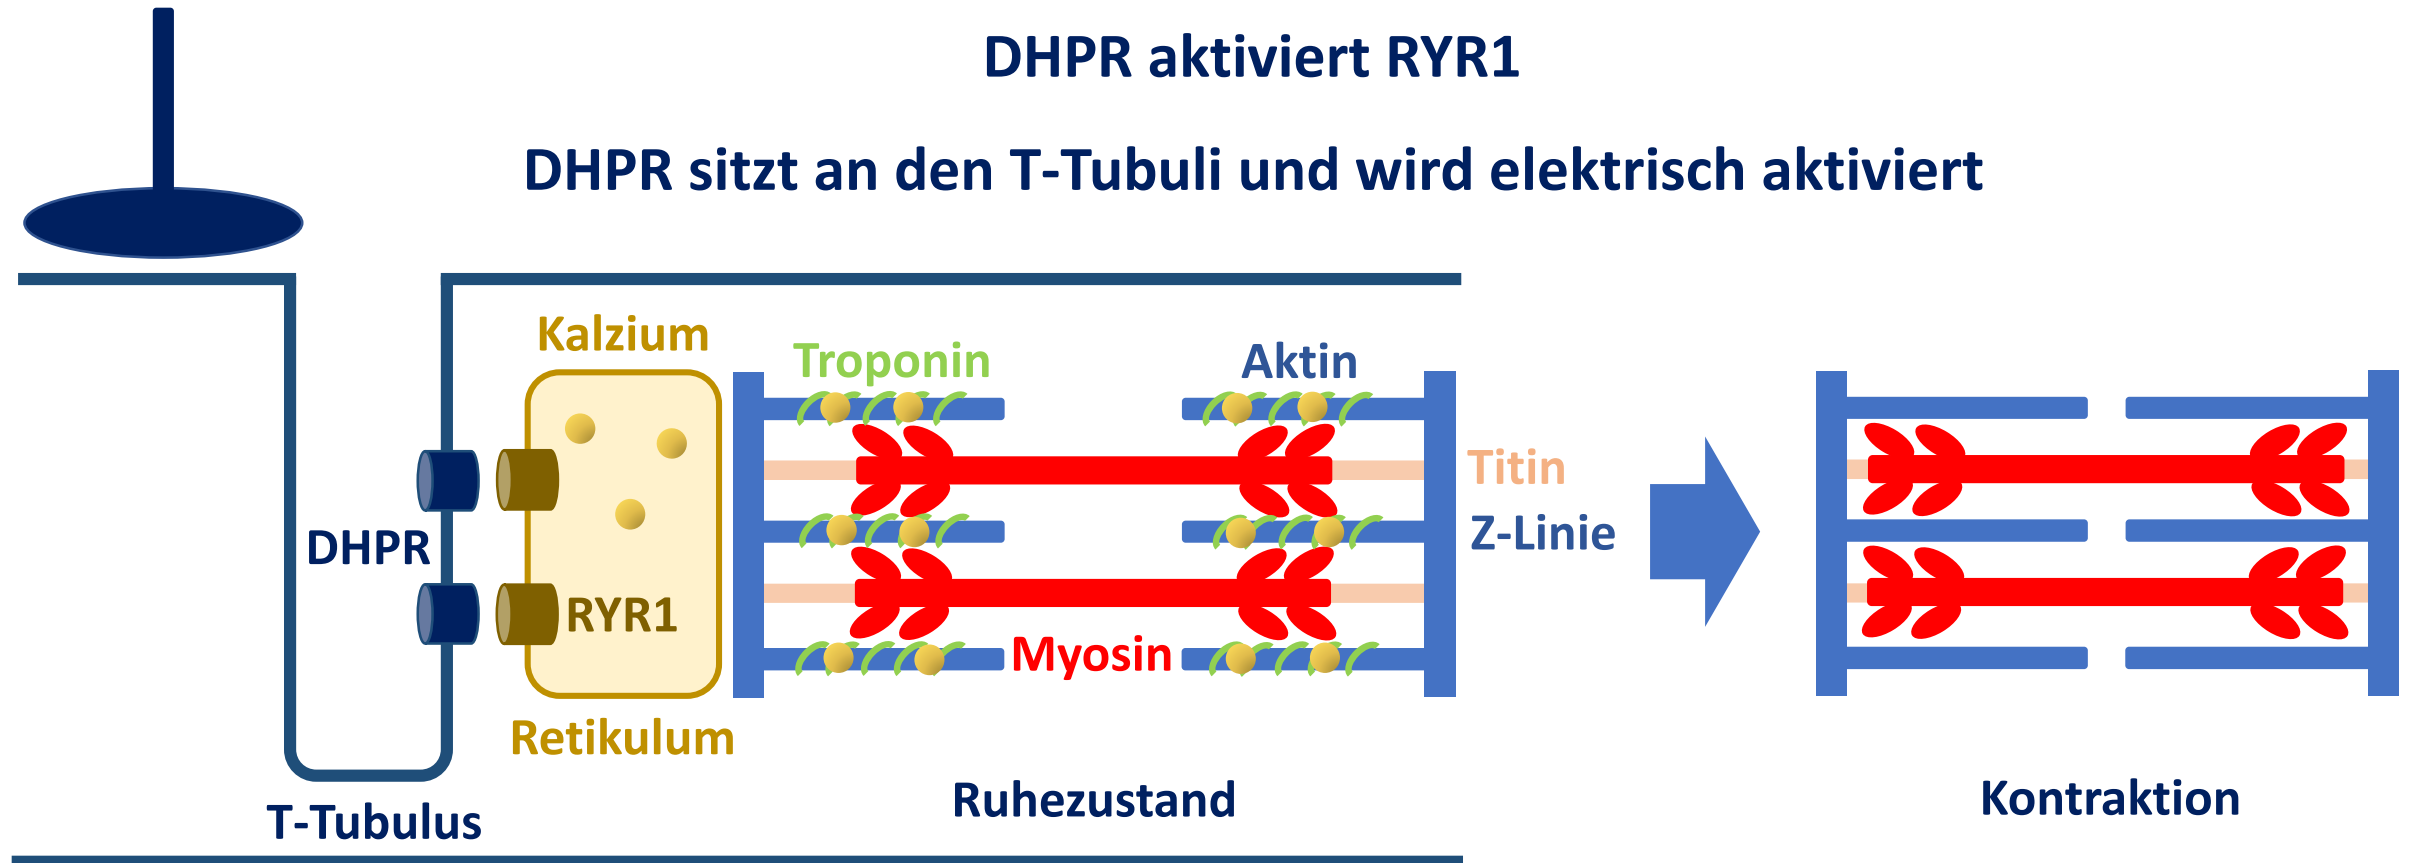 DHPR aktiviert RYR1
DHPR sitzt an den T-Tubuli und wird elektrisch aktiviert
Kalzium
Troponin
Aktin
Titin
Z-Linie
DHPR
RYR1
Myosin
Retikulum
T-Tubulus
Ruhezustand
Kontraktion